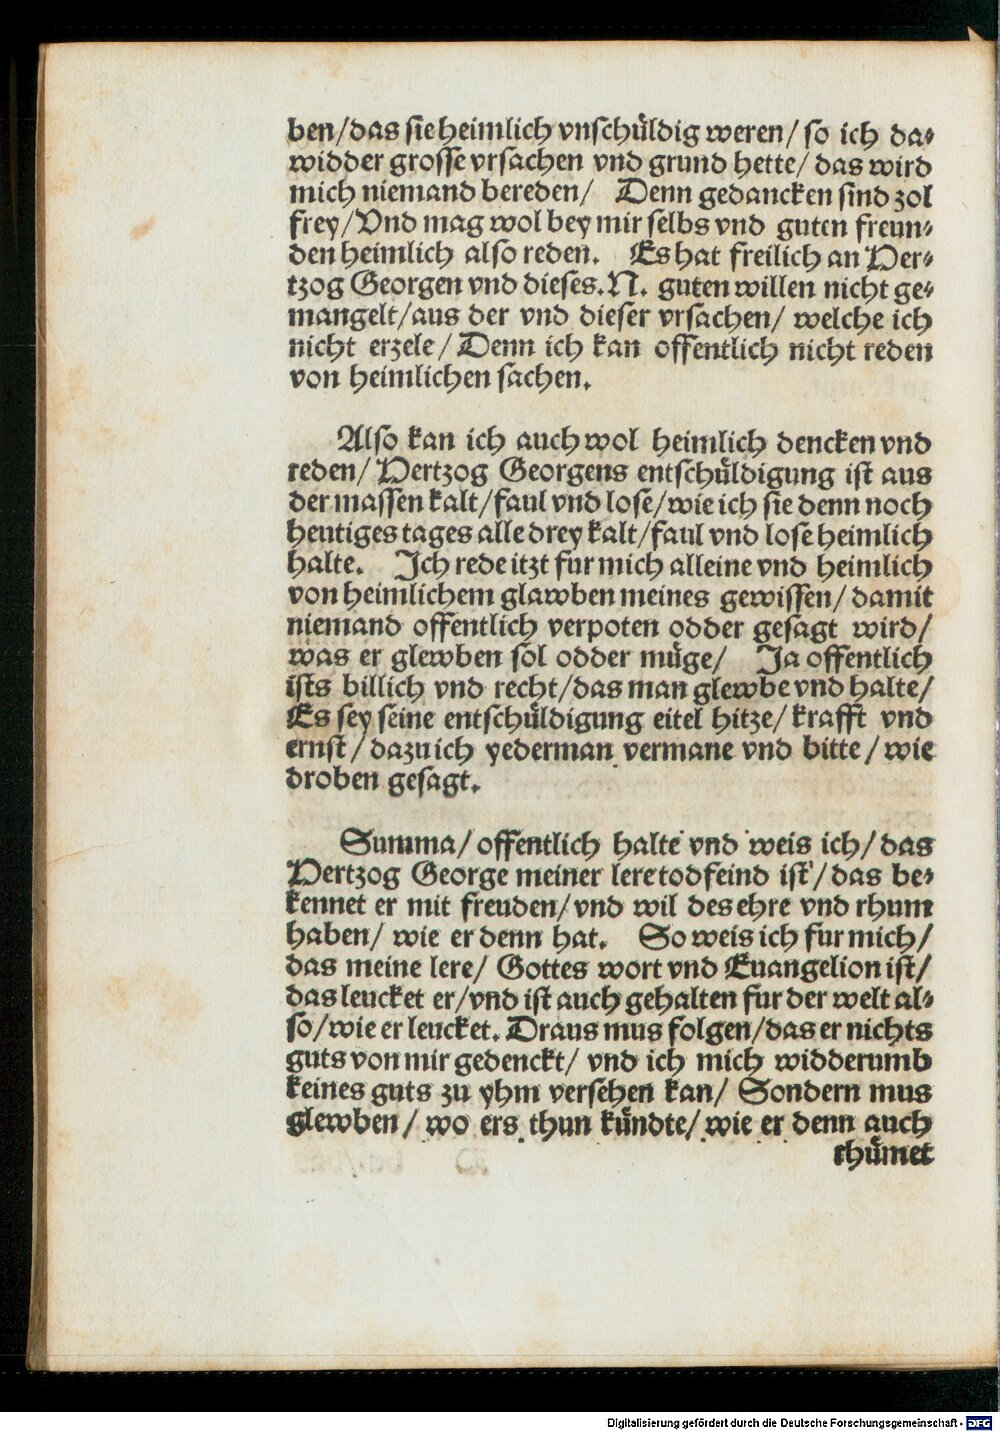 ben/das sie heimlich vnschůldig weren/ so ich da⸗
widder grosse vrsachen vnd grund hette/ das wird
mich niemand bereden/ Denn gedancken sind zol
frey/Vnd mag wol bey mir selbs vnd guten freun⸗
den heimlich also reden. Es hat freilich an Her⸗
tzog Georgen vnd dieses.N. guten willen nicht ge⸗
mangelt/aus der vnd dieser vrsachen/ welche ich
nicht erzele/Denn ich kan offentlich nicht reden
von heimlichen sachen.
Also kan ich auch wol heimlich dencken vnd
reden/ Hertzog Georgens entschůldigung ist aus
der massen kalt/faul vnd lose/wie ich sie denn noch
heutiges tages alle drey kalt/faul vnd lose heimlich
halte. Ich rede itzt fur mich alleine vnd heimlich
von heimlichem glawben meines gewissen/ damit
niemand offentlich verpoten odder gesagt wird/
was er glewben sol odder můge/ Ja offentlich
ists billich vnd recht/das man glewbe vnd halte/
Es sey seine entschůldigung eitel hitze/ krafft vnd
ernst/ dazu ich yederman vermane vnd bitte/ wie
droben gesagt.
Summa/ offentlich halte vnd weis ich/ das
Hertzog George meiner lere todfeind ist/ das be⸗
kennet er mit freuden/vnd wil des ehre vnd rhum
haben/ wie er denn hat. So weis ich fur mich/
das meine lere/ Gottes wort vnd Euangelion ist/
das leucket er/vnd ist auch gehalten fur der welt al⸗
so/wie er leucket. Draus mus folgen/das er nichts
guts von mir gedenckt/ vnd ich mich widderumb
keines guts zu yhm versehen kan/ Sondern mus
glewben/ wo ers thun kůndte/ wie er denn auch
rhůmet
Digitalisierung gefördert durch die Deutsche Forschungsgemeinschaft - DFG